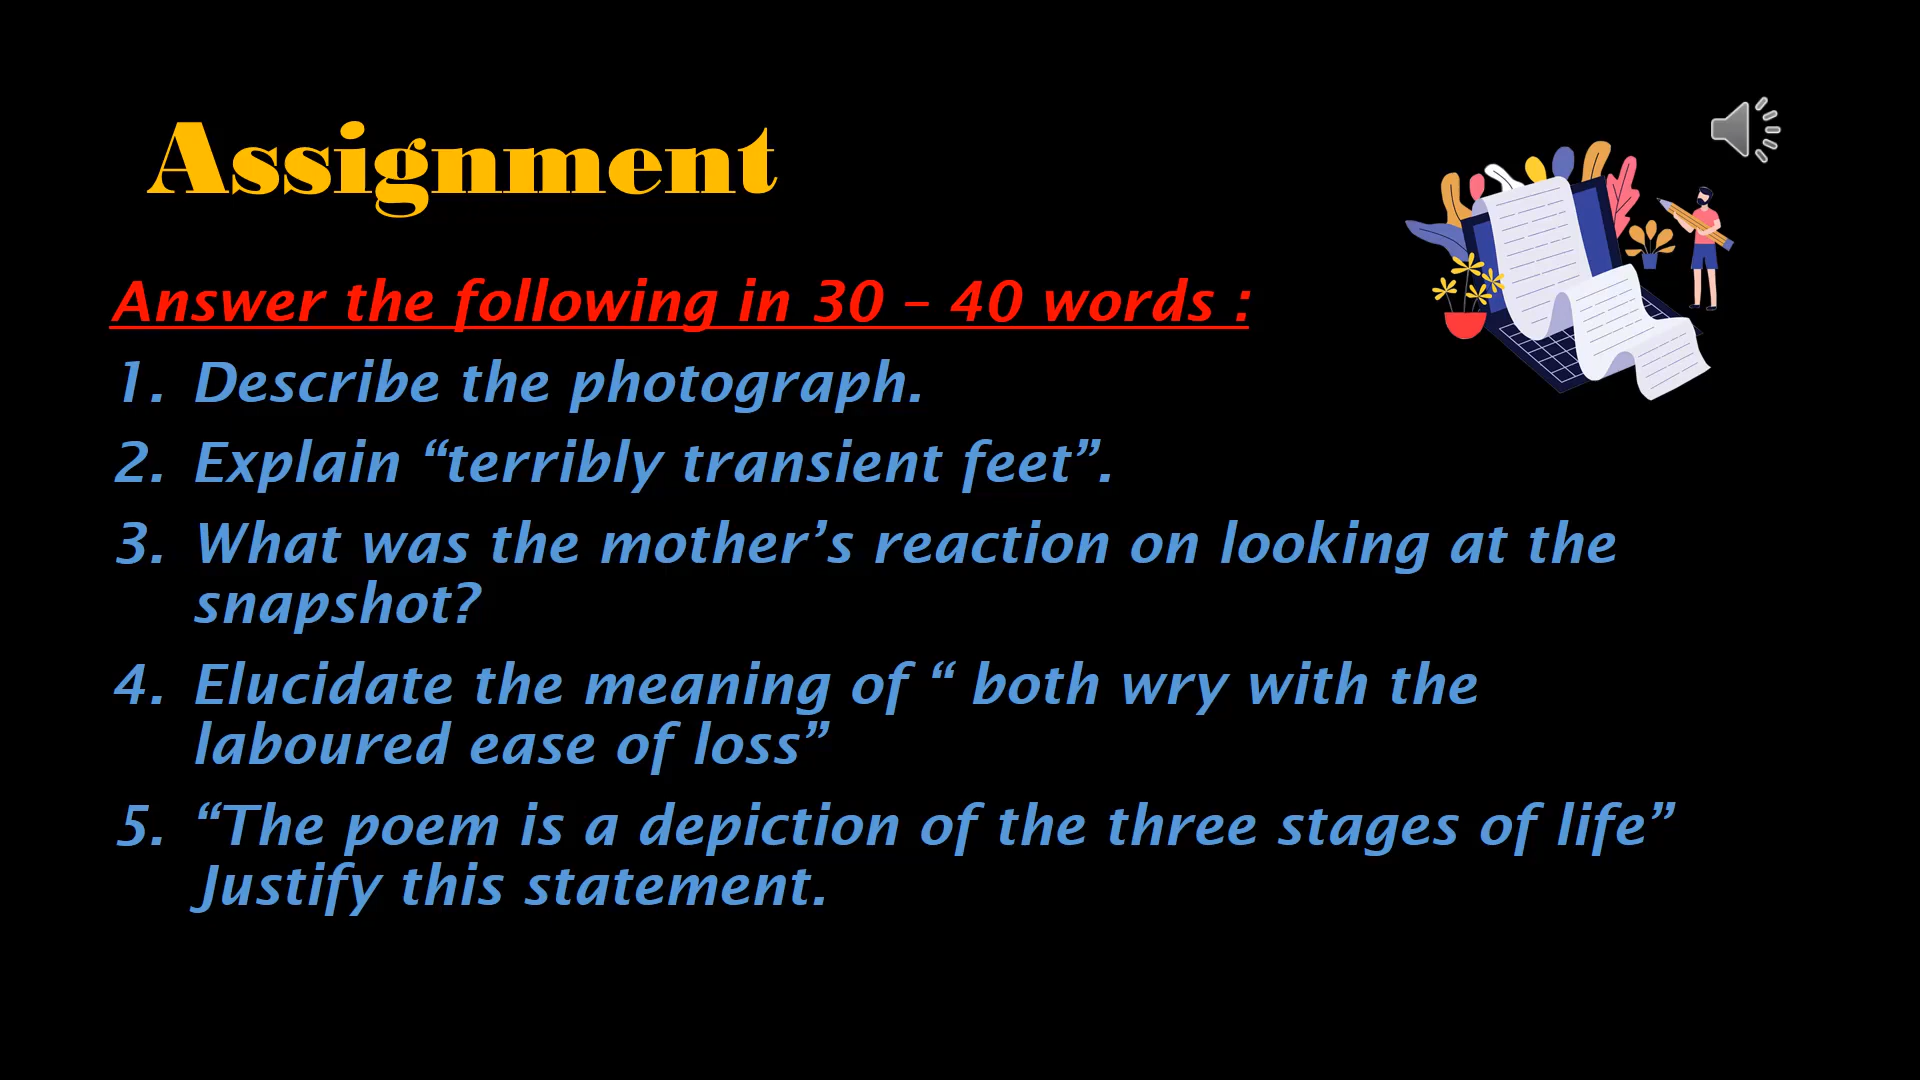 Assignment
Answer the following in 30 – 40 words :
1. Describe the photograph.
2. Explain “terribly transient feet”.
3. What was the mother’s reaction on looking at the
snapshot?
4. Elucidate the meaning of “ both wry with the
laboured ease of loss”
5. “The poem is a depiction of the three stages of life”
Justify this statement.